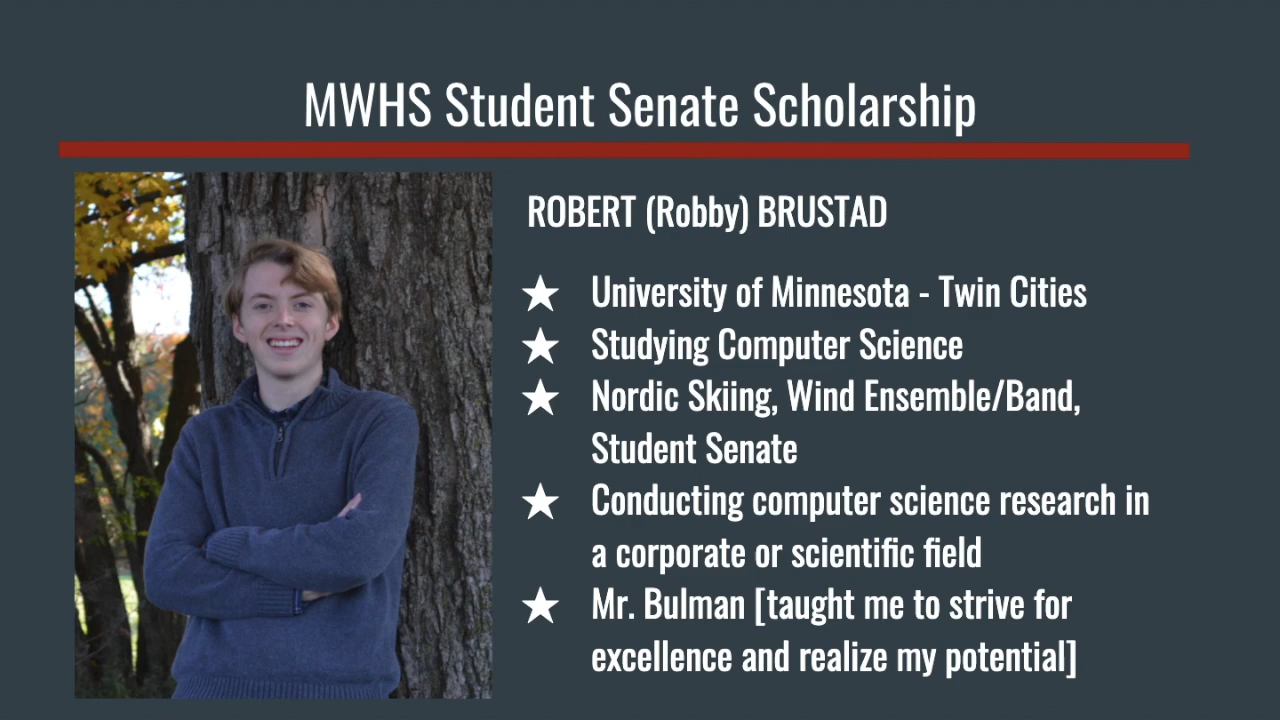 MWHS Student Senate Scholarship
ROBERT (Robby) BRUSTAD
★ University of Minnesota - Twin Cities
★ Studying Computer Science
★ Nordic Skiing, Wind Ensemble/Band,
Student Senate
★ Conducting computer science research in
a corporate or scientific field
★ Mr. Bulman [taught me to strive for
excellence and realize my potential]